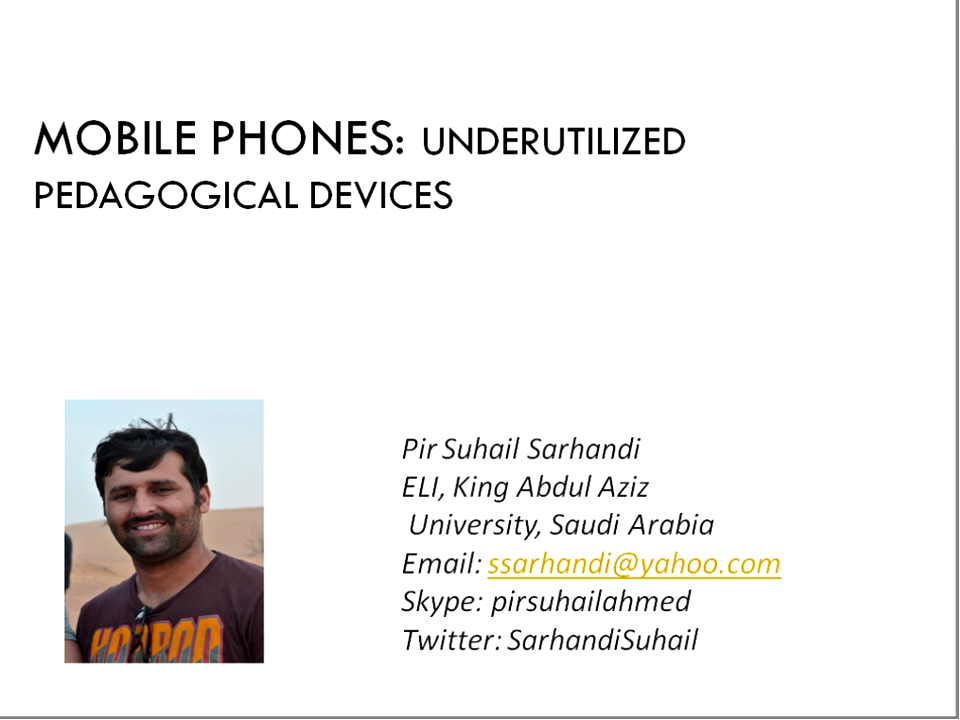 MOBILE PHONES: UNDERUTILIZED
PEDAGOGICAL DEVICES
Pir Suhail Sarhandi
ELI, King Abdul Aziz
University, Saudi Arabia
Email: ssarhandi@yahoo.com
Skype: pirsuhailahmed
Twitter: SarhandiSuhail